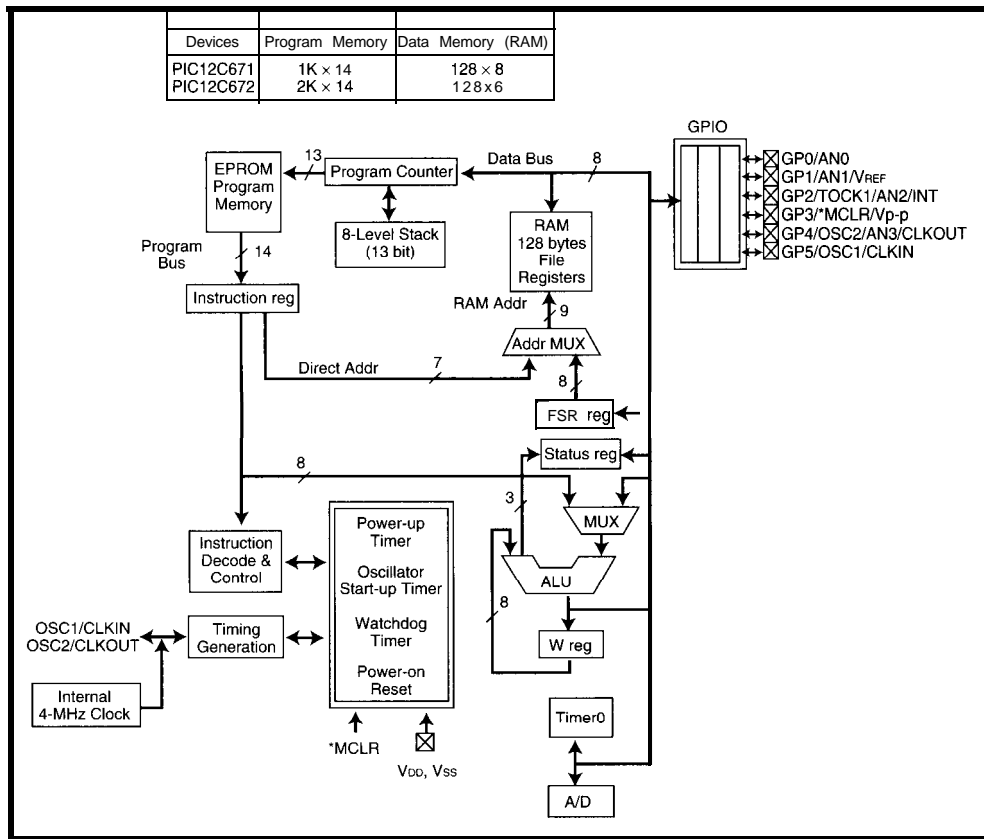 Devices Program Memory Data Memory (RAM)
PIC12C671 1K × 14 128 × 8
PIC12C672 2K × 14 128x6
GPIO
GP0/AN0
GP1/AN1/VREF
GP2/TOCK1/AN2/INT
GP3/*MCLR/Vp-p
GP4/OSC2/AN3/CLKOUT
GP5/OSC1/CLKIN
EPROM
Program
Memory
13
Program Counter
Data Bus
8
8-Level Stack
(13 bit)
RAM
128 bytes
File
Registers
Program
Bus
14
Instruction reg
RAM Addr
9
Addr MUX
Direct Addr
7
8
FSR reg
Status reg
8
3
MUX
ALU
8
W reg
Instruction
Decode &
Control
Power-up
Timer
Oscillator
Start-up Timer
Watchdog
Timer
Power-on
Reset
OSC1/CLKIN
OSC2/CLKOUT
Timing
Generation
Internal
4-MHz Clock
*MCLR
VDD, VSS
Timer0
A/D